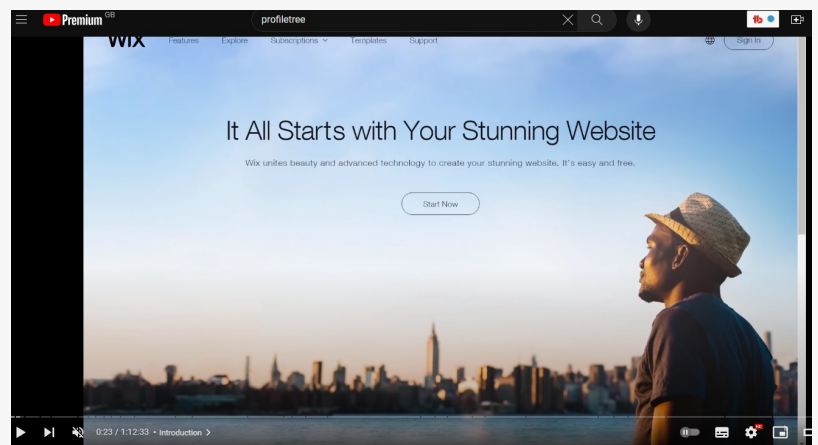 Premium GB
profiletree
WIX Features Explore Subscriptions Templates Support Sign In
It All Starts with Your Stunning Website
Wix unites beauty and advanced technology to create your stunning website. It's easy and free.
Start Now
0:23 / 1:12:33 • Introduction